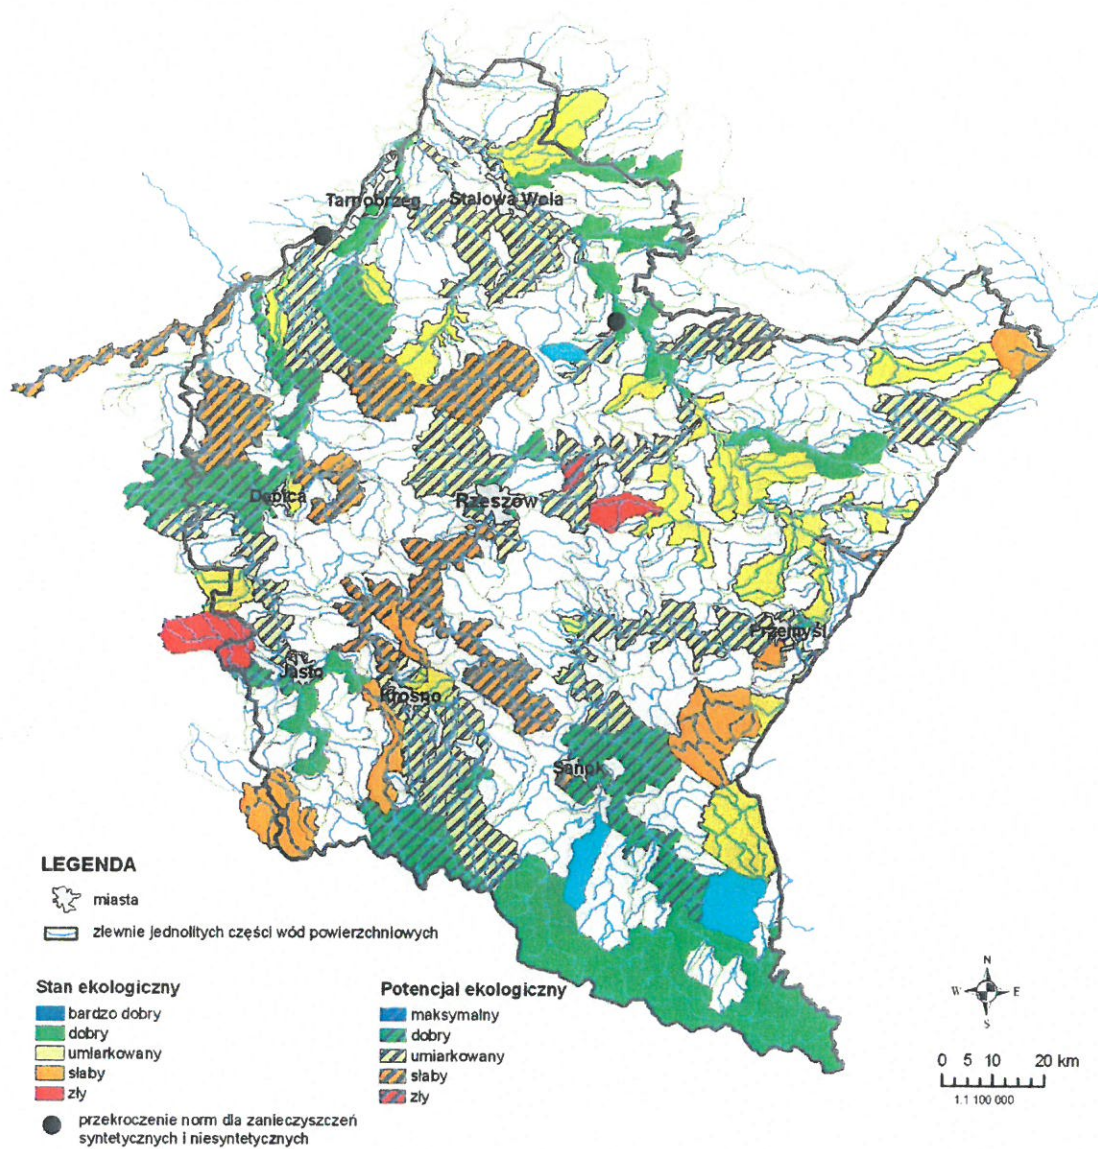 Tarnobrzeg
Stalowa Wola
Dębica
Rzeszów
Przemyśl
Jasło
Krosno
Sanok
LEGENDA
miasta
zlewnie jednolitych części wód powierzchniowych
Stan ekologiczny
bardzo dobry
dobry
umiarkowany
słaby
zły
przekroczenie norm dla zanieczyszczeń
syntetycznych i niesyntetycznych
Potencjał ekologiczny
maksymalny
dobry
umiarkowany
słaby
zły
N
W E
S
0 5 10 20 km
1:1 100 000